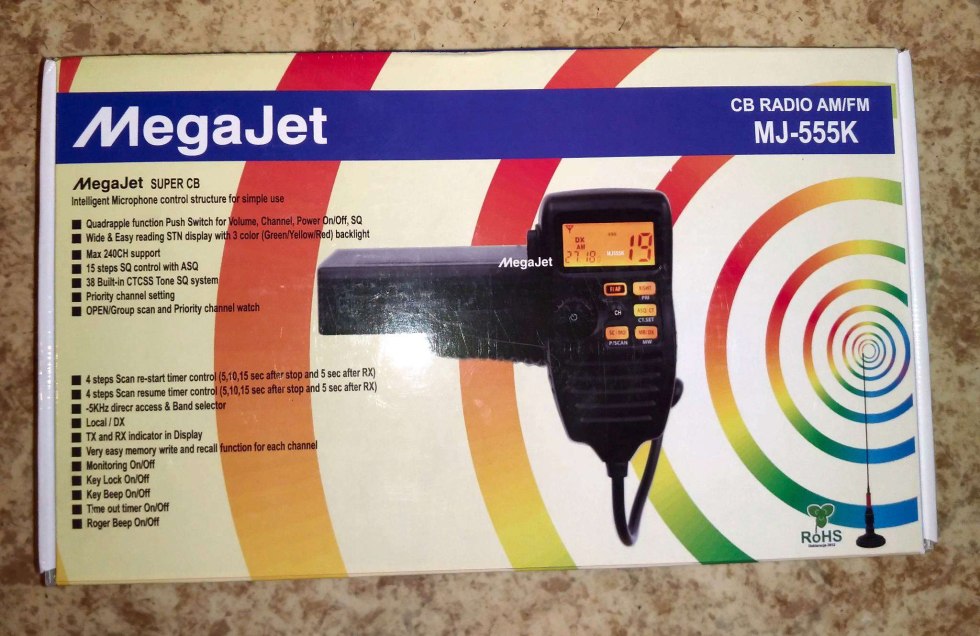 MegaJet
CB RADIO AM/FM
MJ-555K
MegaJet SUPER CB
Intelligent Microphone control structure for simple use
Quadrapple function Push Switch for Volume, Channel, Power On/Off, SQ
Wide & Easy reading STN display with 3 color (Green/Yellow/Red) backlight
Max 240CH support
15 steps SQ control with ASQ
38 Built-in CTCSS Tone SQ system
Priority channel setting
OPEN/Group scan and Priority channel watch
4 steps Scan re-start timer control (5,10,15 sec after stop and 5 sec after RX)
4 steps Scan resume timer control (5,10,15 sec after stop and 5 sec after RX)
-5KHz direcr access & Band selector
Local / DX
TX and RX indicator in Display
Very easy memory write and recall function for each channel
Monitoring On/Off
Key Lock On/Off
Key Beep On/Off
Time out timer On/Off
Roger Beep On/Off
MegaJet
DX
AM
19
MJ555K
CH
PRI
CT.SET
P/SCAN
MW
RoHS